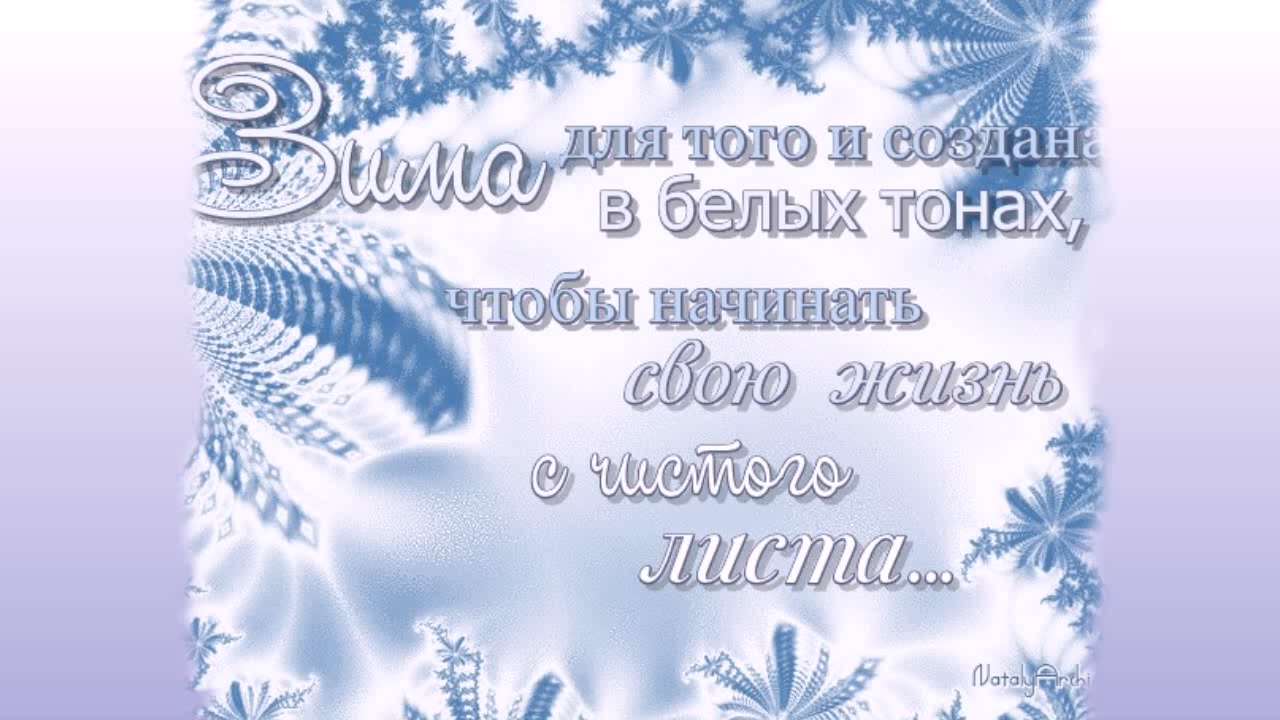 Зима для того и создана
в белых тонах,
чтобы начинать
свою жизнь
с чистого
листа...
NatalyArchi